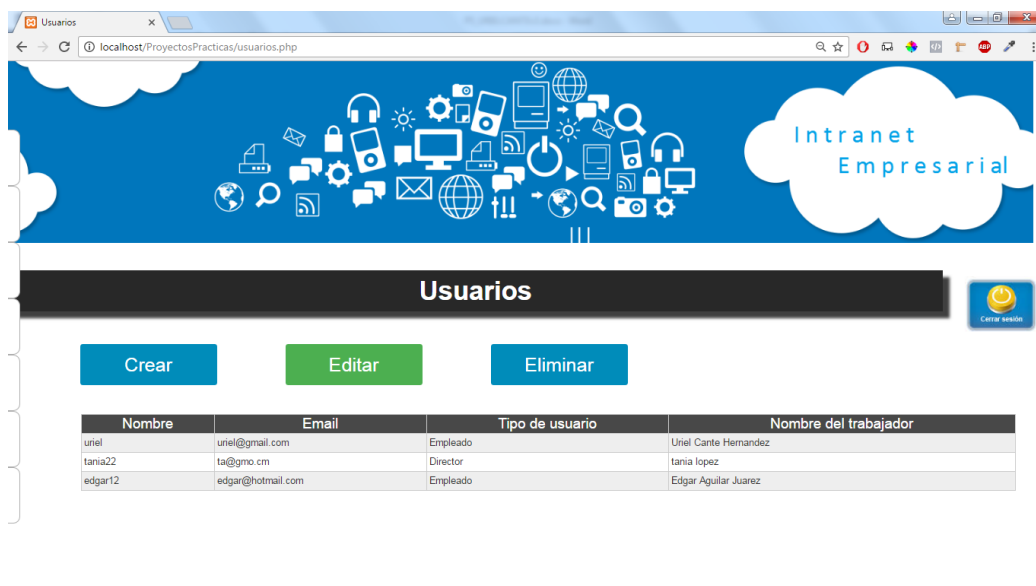 Usuarios
localhost/ProyectosPracticas/usuarios.php
ABP
Intranet
Empresarial
Usuarios
Cerrar sesión
Crear Editar Eliminar
Nombre Email Tipo de usuario Nombre del trabajador
uriel uriel@gmail.com Empleado Uriel Cante Hernandez
tania22 ta@gmo.cm Director tania lopez
edgar12 edgar@hotmail.com Empleado Edgar Aguilar Juarez